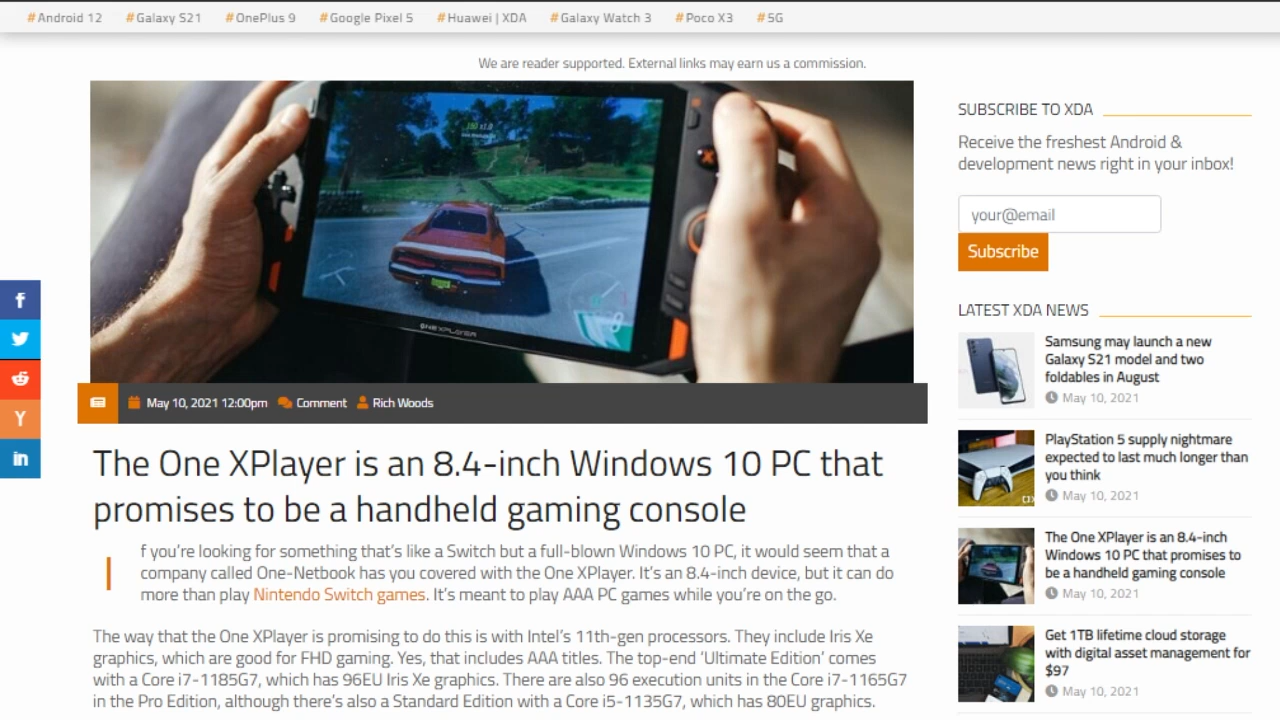 #Android 12 #Galaxy S21 #OnePlus 9 #Google Pixel 5 #Huawei | XDA #Galaxy Watch 3 #Poco X3 #5G
We are reader supported. External links may earn us a commission.
ONEXPLAYER
May 10, 2021 12:00pm Comment Rich Woods
The One XPlayer is an 8.4-inch Windows 10 PC that
promises to be a handheld gaming console
I
f you're looking for something that's like a Switch but a full-blown Windows 10 PC, it would seem that a
company called One-Netbook has you covered with the One XPlayer. It's an 8.4-inch device, but it can do
more than play Nintendo Switch games. It's meant to play AAA PC games while you're on the go.
The way that the One XPlayer is promising to do this is with Intel's 11th-gen processors. They include Iris Xe
graphics, which are good for FHD gaming. Yes, that includes AAA titles. The top-end 'Ultimate Edition' comes
with a Core i7-1185G7, which has 96EU Iris Xe graphics. There are also 96 execution units in the Core i7-1165G7
in the Pro Edition, although there's also a Standard Edition with a Core i5-1135G7, which has 80EU graphics.
SUBSCRIBE TO XDA
Receive the freshest Android &
development news right in your inbox!
your@email
Subscribe
LATEST XDA NEWS
Samsung may launch a new
Galaxy S21 model and two
foldables in August
May 10, 2021
PlayStation 5 supply nightmare
expected to last much longer than
you think
May 10, 2021
The One XPlayer is an 8.4-inch
Windows 10 PC that promises to
be a handheld gaming console
May 10, 2021
Get 1TB lifetime cloud storage
with digital asset management for
$97
May 10, 2021